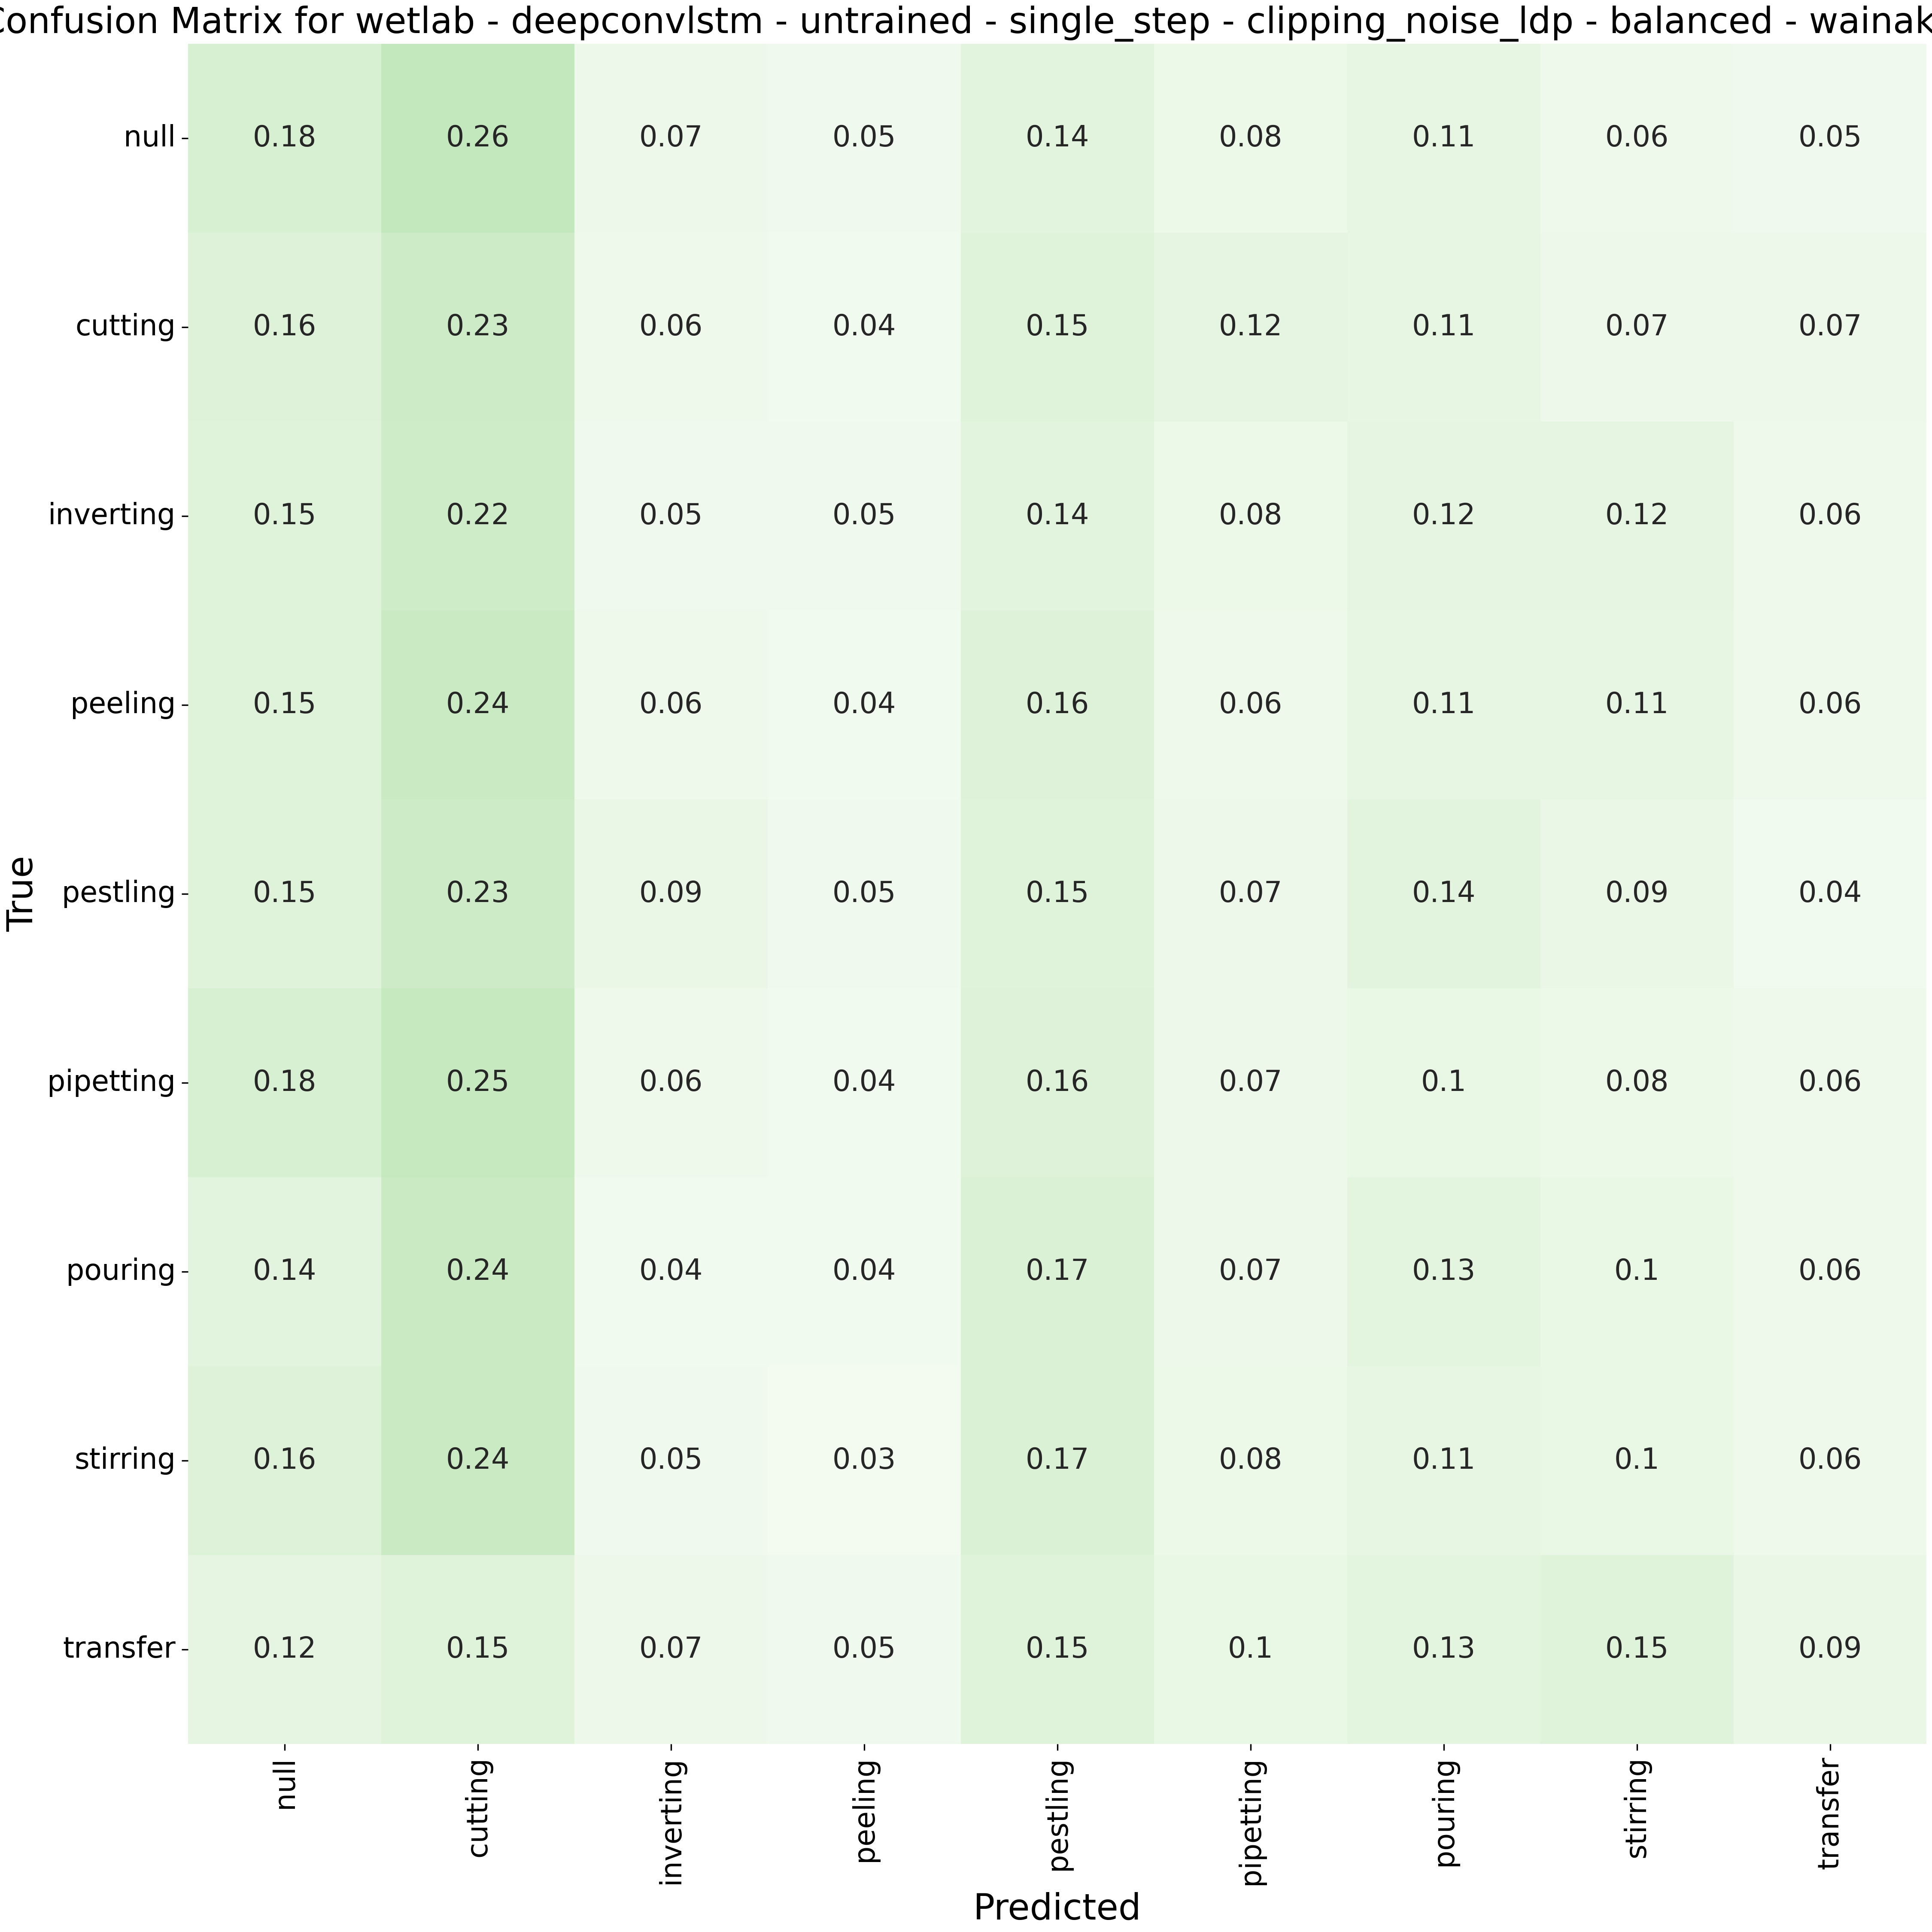 Confusion Matrix for wetlab - deepconvlstm - untrained - single_step - clipping_noise_ldp - balanced - wainak
null 0.18 0.26 0.07 0.05 0.14 0.08 0.11 0.06 0.05
cutting 0.16 0.23 0.06 0.04 0.15 0.12 0.11 0.07 0.07
inverting 0.15 0.22 0.05 0.05 0.14 0.08 0.12 0.12 0.06
peeling 0.15 0.24 0.06 0.04 0.16 0.06 0.11 0.11 0.06
pestling 0.15 0.23 0.09 0.05 0.15 0.07 0.14 0.09 0.04
pipetting 0.18 0.25 0.06 0.04 0.16 0.07 0.1 0.08 0.06
pouring 0.14 0.24 0.04 0.04 0.17 0.07 0.13 0.1 0.06
stirring 0.16 0.24 0.05 0.03 0.17 0.08 0.11 0.1 0.06
transfer 0.12 0.15 0.07 0.05 0.15 0.1 0.13 0.15 0.09
True
null cutting inverting peeling pestling pipetting pouring stirring transfer
Predicted